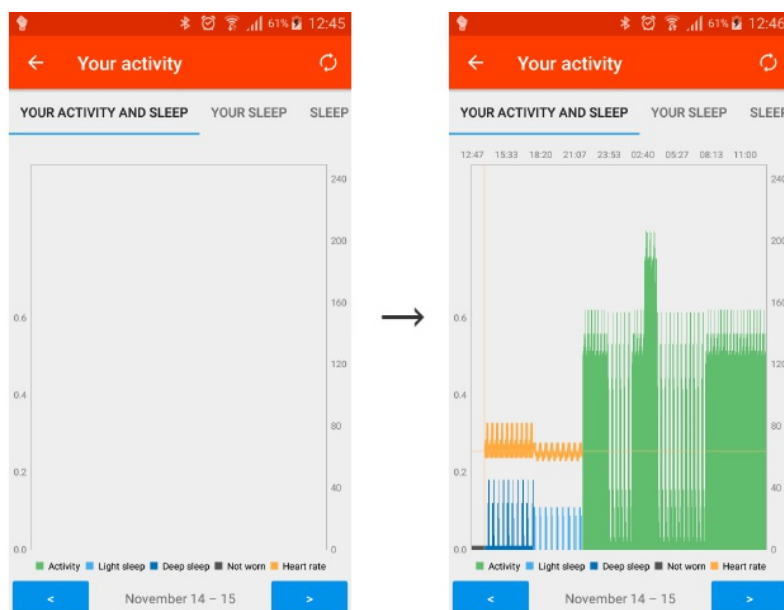 61% 12:45
Your activity
YOUR ACTIVITY AND SLEEP YOUR SLEEP SLEEP
240
200
160
0.6
120
0.4
80
0.2
40
0.0 0
Activity Light sleep Deep sleep Not worn Heart rate
< November 14 – 15 >
→
61% 12:46
Your activity
YOUR ACTIVITY AND SLEEP YOUR SLEEP SLEEP
12:47 15:33 18:20 21:07 23:53 02:40 05:27 08:13 11:00
240
200
160
0.6
120
0.4
80
0.2
40
0.0 0
Activity Light sleep Deep sleep Not worn Heart rate
< November 14 – 15 >